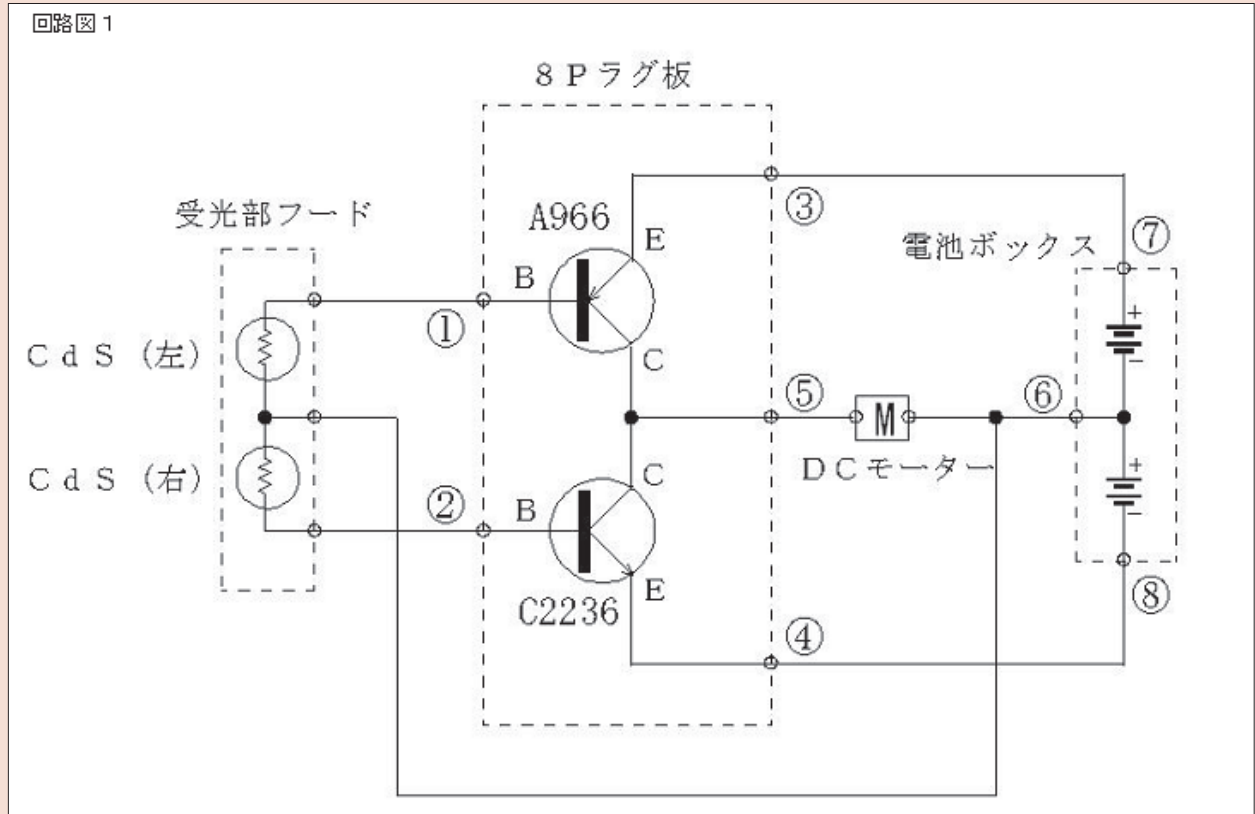 回路図1
8Pラグ板
受光部フード
A966
E
③
⑦
電池ボックス
B
①
+
CdS (左)
C
−
⑤
M
⑥
DCモーター
CdS (右)
②
B
C
+
−
E
⑧
C2236
④